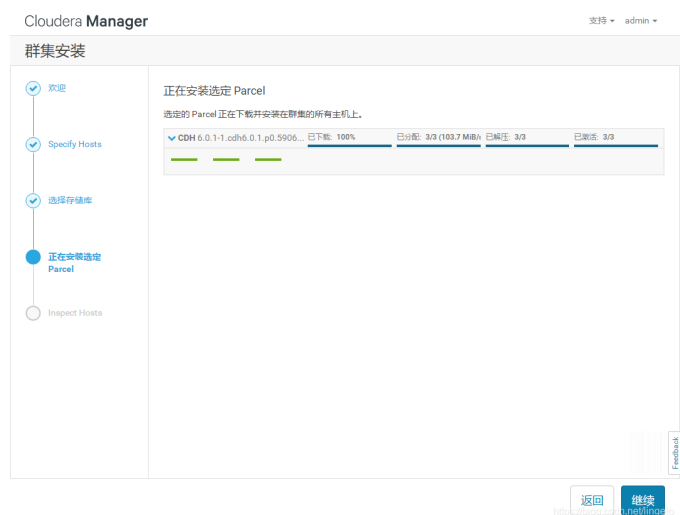 Cloudera Manager
支持 admin
群集安装
欢迎
Specify Hosts
选择存储库
正在安装选定
Parcel
Inspect Hosts
正在安装选定 Parcel
选定的 Parcel 正在下载并安装在群集的所有主机上。
CDH 6.0.1-1.cdh6.0.1.p0.5906... 已下载: 100% 已分配: 3/3 (103.7 MiB/ 已解压: 3/3 已激活: 3/3
Feedback
返回 继续